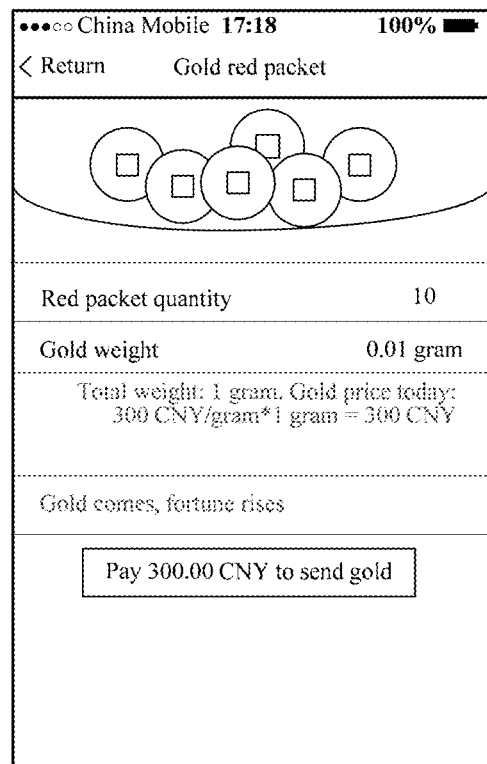 ●●●○○ China Mobile 17:18 100%
< Return Gold red packet
Red packet quantity 10
Gold weight 0.01 gram
Total weight: 1 gram. Gold price today:
300 CNY/gram*1 gram = 300 CNY
Gold comes, fortune rises
Pay 300.00 CNY to send gold